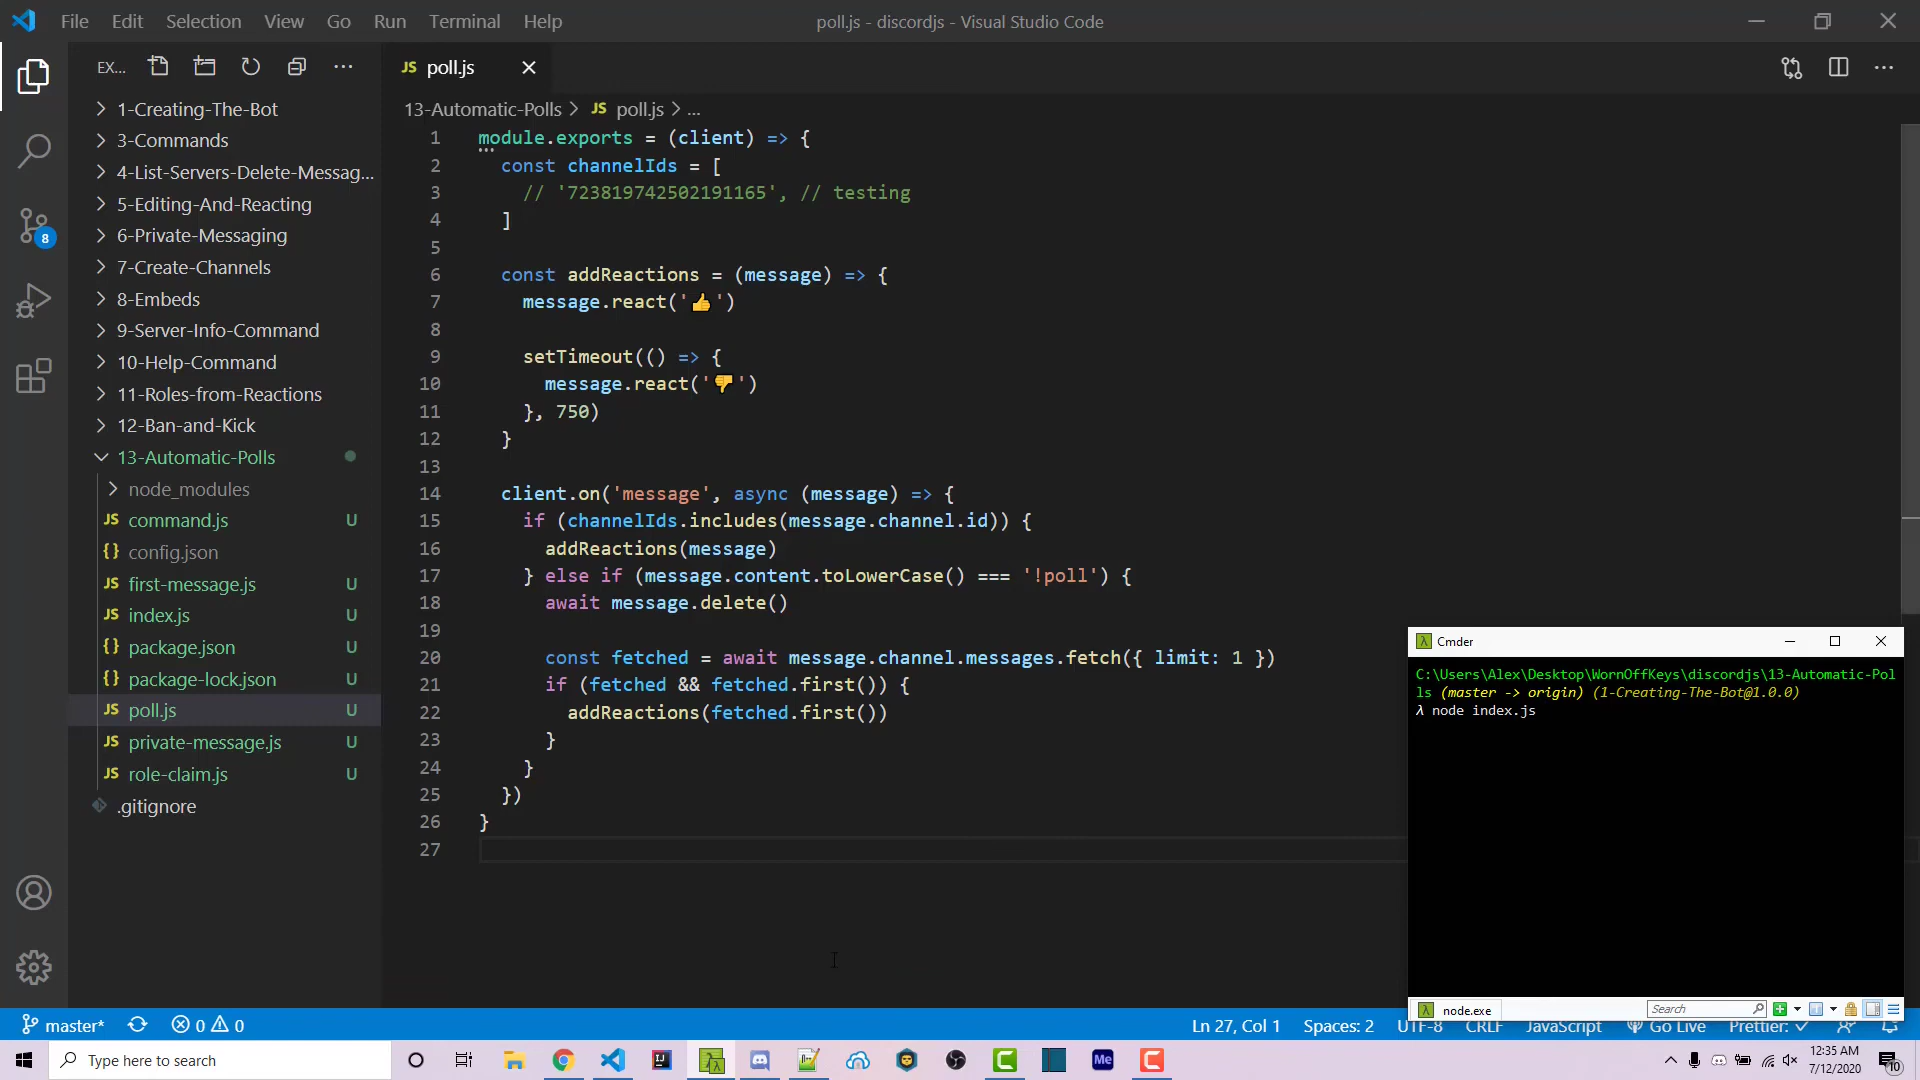 File Edit Selection View Go Run Terminal Help
poll.js - discordjs - Visual Studio Code
EX...
JS poll.js
1-Creating-The-Bot
3-Commands
4-List-Servers-Delete-Messag...
5-Editing-And-Reacting
6-Private-Messaging
7-Create-Channels
8-Embeds
9-Server-Info-Command
10-Help-Command
11-Roles-from-Reactions
12-Ban-and-Kick
13-Automatic-Polls
node_modules
JS command.js U
{} config.json
JS first-message.js U
JS index.js U
{} package.json U
{} package-lock.json U
JS poll.js U
JS private-message.js U
JS role-claim.js U
.gitignore
8
13-Automatic-Polls > JS poll.js > ...
1 module.exports = (client) => {
2 const channelIds = [
3 // '723819742502191165', // testing
4 ]
5
6 const addReactions = (message) => {
7 message.react('👍')
8
9 setTimeout(() => {
10 message.react('👎')
11 }, 750)
12 }
13
14 client.on('message', async (message) => {
15 if (channelIds.includes(message.channel.id)) {
16 addReactions(message)
17 } else if (message.content.toLowerCase() === '!poll') {
18 await message.delete()
19
20 const fetched = await message.channel.messages.fetch({ limit: 1 })
21 if (fetched && fetched.first()) {
22 addReactions(fetched.first())
23 }
24 }
25 })
26 }
27
λ Cmder
C:\Users\Alex\Desktop\WornOffKeys\discordjs\13-Automatic-Pol
ls (master -> origin) (1-Creating-The-Bot@1.0.0)
λ node index.js
λ node.exe
Search
master* 0 0
Ln 27, Col 1 Spaces: 2 UTF-8 CRLF JavaScript Go Live Prettier: ✓
Type here to search
Me
12:35 AM
7/12/2020
10